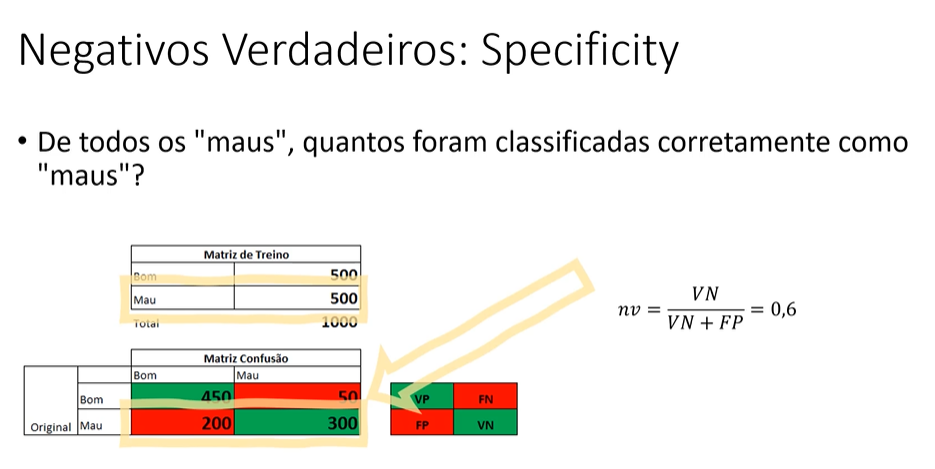 Negativos Verdadeiros: Specificity
• De todos os "maus", quantos foram classificadas corretamente como
"maus"?
Matriz de Treino
Bom 500
Mau 500
Total 1000
nv = VN / (VN + FP) = 0,6
Matriz Confusão
Bom Mau
Bom 450 50
Original Mau 200 300
VP FN
FP VN